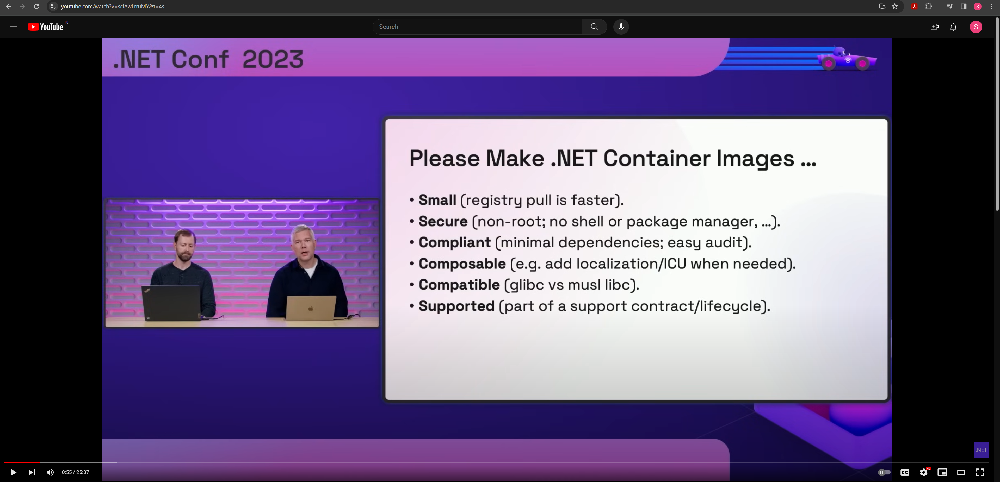 youtube.com/watch?v=sclAwLrruMY&t=4s
S
YouTube IN
Search
S
.NET Conf 2023
8
Please Make .NET Container Images ...
• Small (registry pull is faster).
• Secure (non-root; no shell or package manager, ...).
• Compliant (minimal dependencies; easy audit).
• Composable (e.g. add localization/ICU when needed).
• Compatible (glibc vs musl libc).
• Supported (part of a support contract/lifecycle).
.NET
0:55 / 25:37
CC
HD